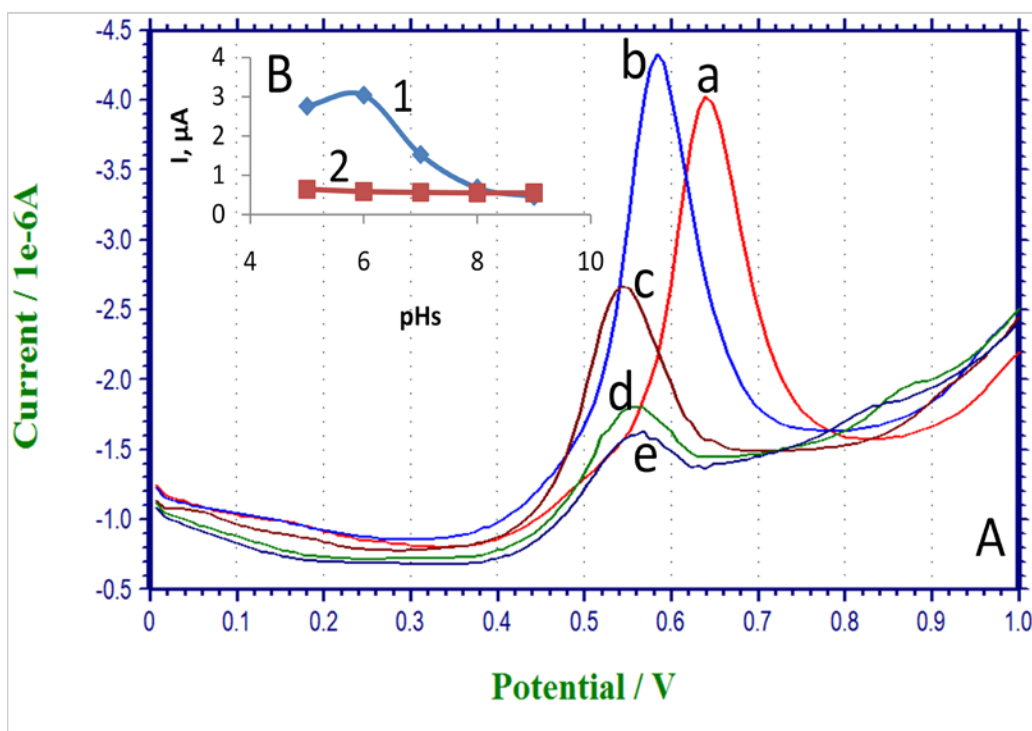 Current / 1e-6A
-4.5
-4.0
-3.5
-3.0
-2.5
-2.0
-1.5
-1.0
-0.5
B
I, µA
4
3
2
1
0
1
2
4 6 8 10
pHs
b
a
c
d
e
A
0 0.1 0.2 0.3 0.4 0.5 0.6 0.7 0.8 0.9 1.0
Potential / V